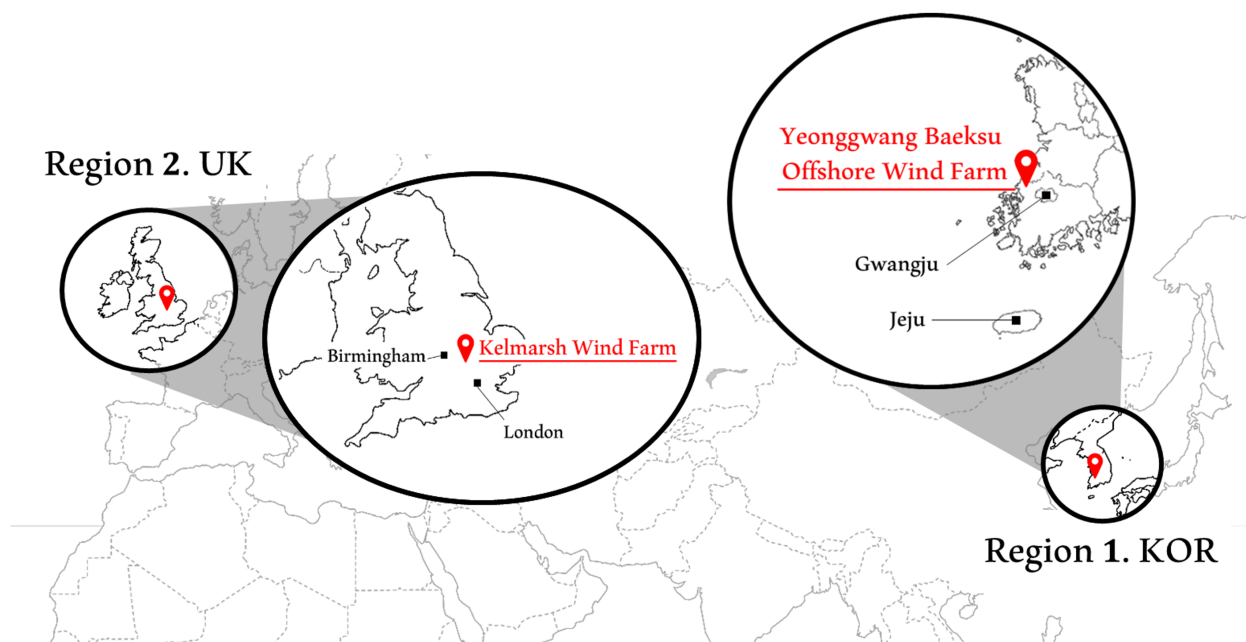 Region 2. UK
Birmingham
Kelmarsh Wind Farm
London
Yeonggwang Baeksu
Offshore Wind Farm
Gwangju
Jeju
Region 1. KOR